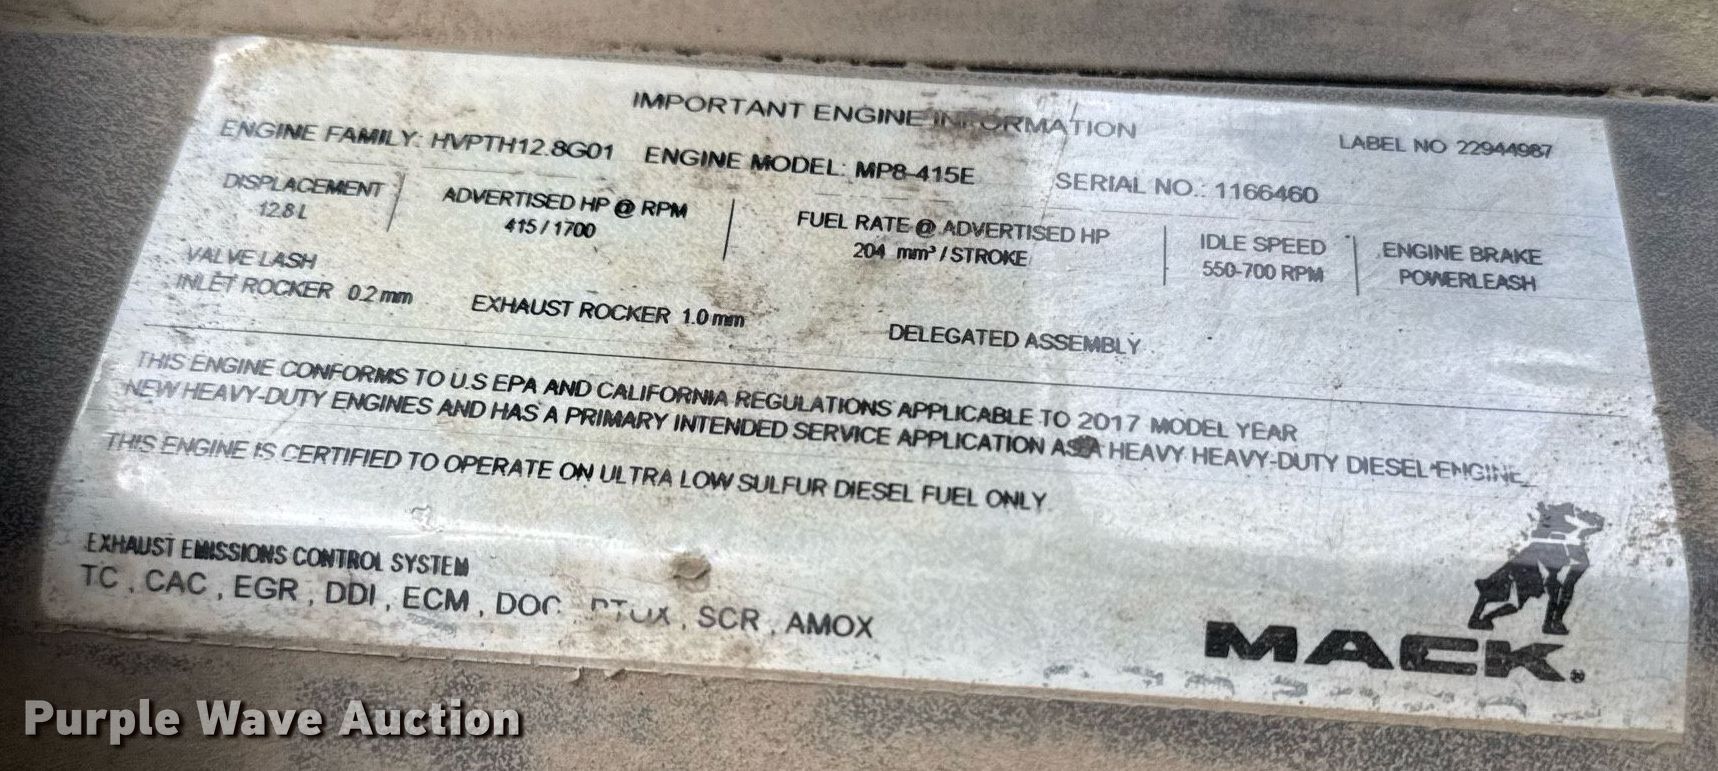 IMPORTANT ENGINE INFORMATION
LABEL NO 22944987
ENGINE FAMILY: HVPTH12.8G01 ENGINE MODEL: MP8-415E SERIAL NO.: 1166460
DISPLACEMENT
12.8 L
ADVERTISED HP @ RPM
415 / 1700
FUEL RATE @ ADVERTISED HP
204 mm³ / STROKE
IDLE SPEED
550-700 RPM
ENGINE BRAKE
POWERLEASH
VALVE LASH
INLET ROCKER 0.2 mm EXHAUST ROCKER 1.0 mm DELEGATED ASSEMBLY
THIS ENGINE CONFORMS TO U.S EPA AND CALIFORNIA REGULATIONS APPLICABLE TO 2017 MODEL YEAR
NEW HEAVY-DUTY ENGINES AND HAS A PRIMARY INTENDED SERVICE APPLICATION AS A HEAVY HEAVY-DUTY DIESEL ENGINE
THIS ENGINE IS CERTIFIED TO OPERATE ON ULTRA LOW SULFUR DIESEL FUEL ONLY
EXHAUST EMISSIONS CONTROL SYSTEM
TC , CAC , EGR , DDI , ECM , DOC , SCR , AMOX
MACK®
Purple Wave Auction